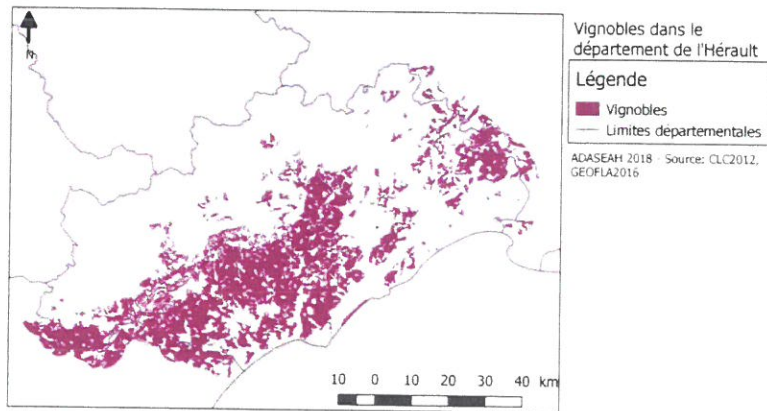 Vignobles dans le
département de l'Hérault
Légende
Vignobles
Limites départementales
ADASEAH 2018 - Source: CLC2012,
GEOFLA2016
N
10 0 10 20 30 40 km